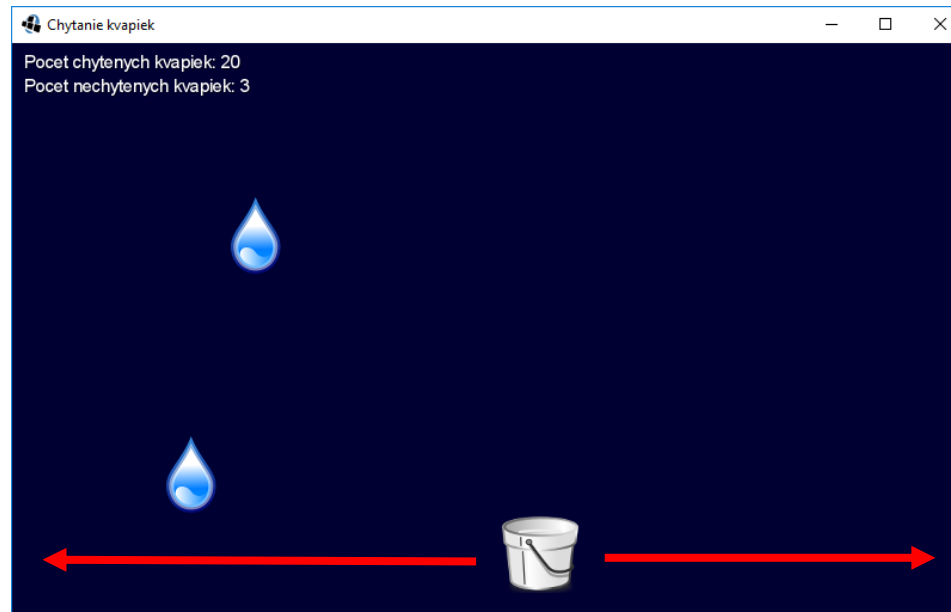 Chytanie kvapiek
Pocet chytenych kvapiek: 20
Pocet nechytenych kvapiek: 3